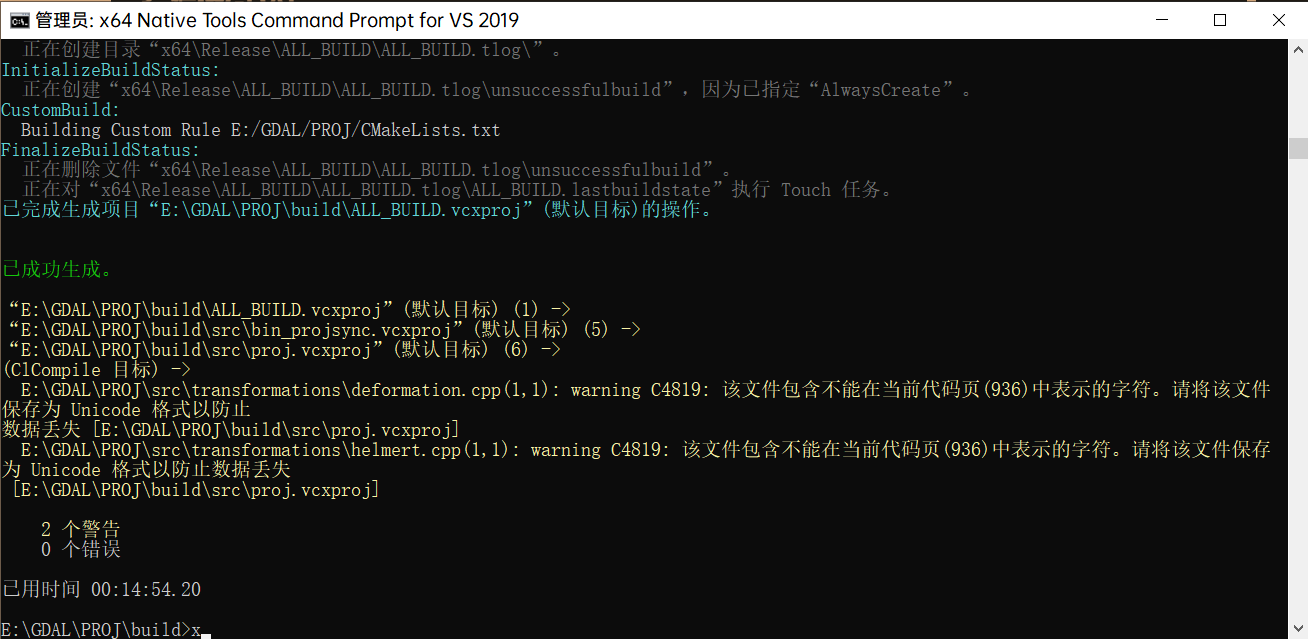 管理员: x64 Native Tools Command Prompt for VS 2019
正在创建目录“x64\Release\ALL_BUILD\ALL_BUILD.tlog\”。
InitializeBuildStatus:
正在创建“x64\Release\ALL_BUILD\ALL_BUILD.tlog\unsuccessfulbuild”，因为已指定“AlwaysCreate”。
CustomBuild:
Building Custom Rule E:/GDAL/PROJ/CMakeLists.txt
FinalizeBuildStatus:
正在删除文件“x64\Release\ALL_BUILD\ALL_BUILD.tlog\unsuccessfulbuild”。
正在对“x64\Release\ALL_BUILD\ALL_BUILD.tlog\ALL_BUILD.lastbuildstate”执行 Touch 任务。
已完成生成项目“E:\GDAL\PROJ\build\ALL_BUILD.vcxproj”(默认目标)的操作。
已成功生成。
“E:\GDAL\PROJ\build\ALL_BUILD.vcxproj”(默认目标) (1) ->
“E:\GDAL\PROJ\build\src\bin_projsync.vcxproj”(默认目标) (5) ->
“E:\GDAL\PROJ\build\src\proj.vcxproj”(默认目标) (6) ->
(ClCompile 目标) ->
E:\GDAL\PROJ\src\transformations\deformation.cpp(1,1): warning C4819: 该文件包含不能在当前代码页(936)中表示的字符。请将该文件
保存为 Unicode 格式以防止
数据丢失 [E:\GDAL\PROJ\build\src\proj.vcxproj]
E:\GDAL\PROJ\src\transformations\helmert.cpp(1,1): warning C4819: 该文件包含不能在当前代码页(936)中表示的字符。请将该文件保存
为 Unicode 格式以防止数据丢失
[E:\GDAL\PROJ\build\src\proj.vcxproj]
2 个警告
0 个错误
已用时间 00:14:54.20
E:\GDAL\PROJ\build>x